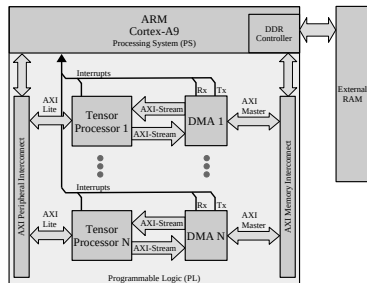 ARM
Cortex-A9
Processing System (PS)
DDR
Controller
External
RAM
Interrupts
Rx
Tx
AXI
Lite
Tensor
Processor 1
AXI-Stream
AXI-Stream
DMA 1
AXI
Master
AXI Peripheral Interconnect
AXI Memory Interconnect
Interrupts
Rx
Tx
AXI
Lite
Tensor
Processor N
AXI-Stream
AXI-Stream
DMA N
AXI
Master
Programmable Logic (PL)